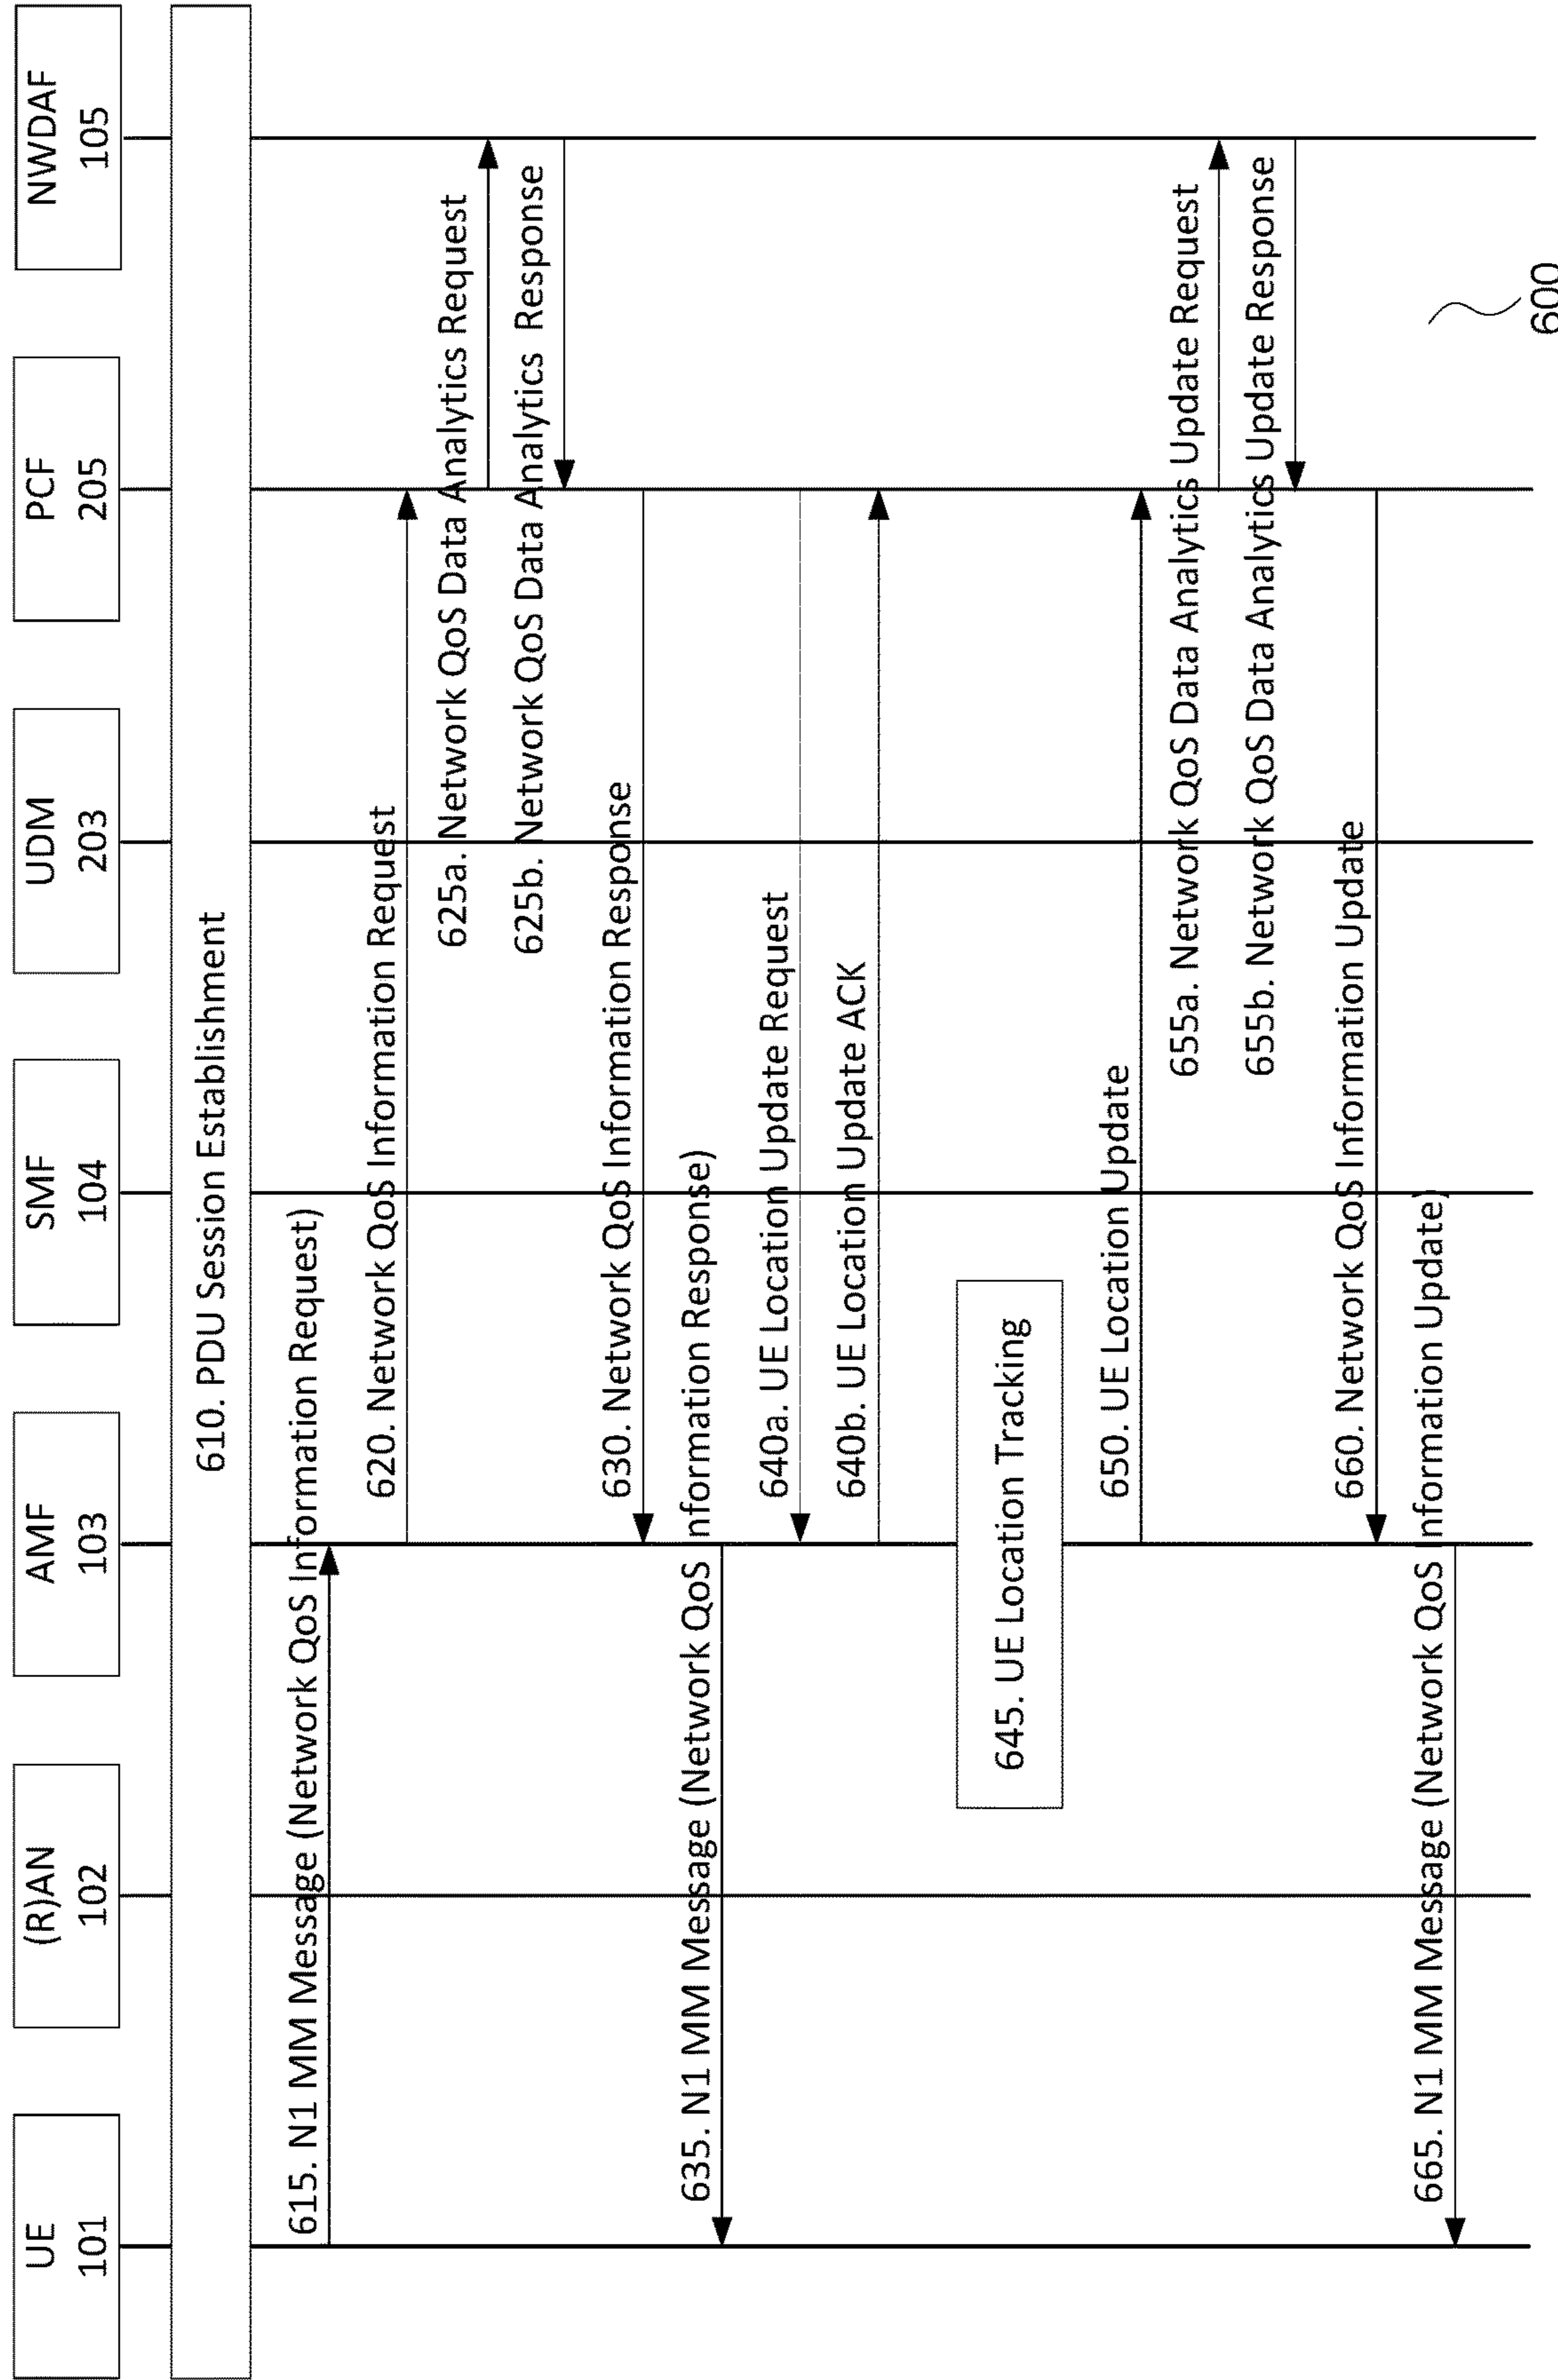 UE
101
(R)AN
102
AMF
103
SMF
104
UDM
203
PCF
205
NWDAF
105
610. PDU Session Establishment
615. N1 MM Message (Network QoS Information Request)
620. Network QoS Information Request
625a. Network QoS Data Analytics Request
625b. Network QoS Data Analytics Response
630. Network QoS Information Response
635. N1 MM Message (Network QoS Information Response)
640a. UE Location Update Request
640b. UE Location Update ACK
645. UE Location Tracking
650. UE Location Update
655a. Network QoS Data Analytics Update Request
655b. Network QoS Data Analytics Update Response
660. Network QoS Information Update
665. N1 MM Message (Network QoS Information Update)
600